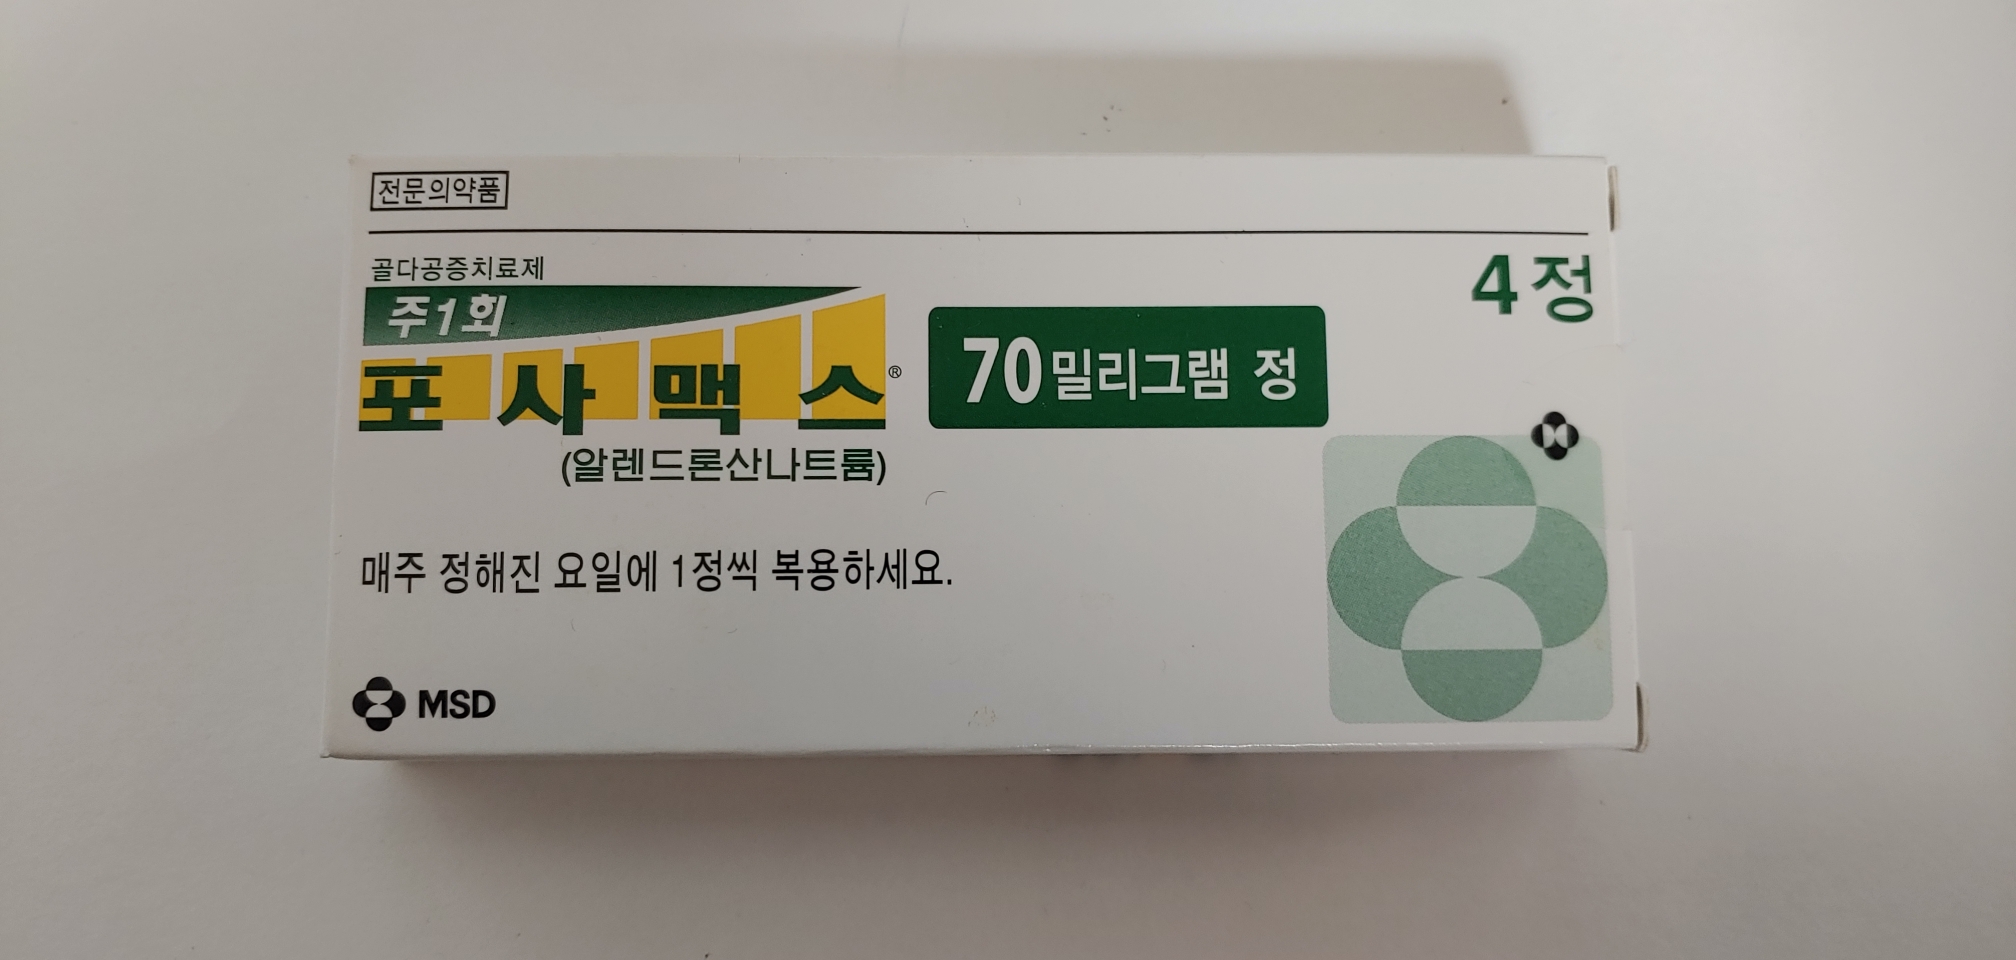 전문의약품
골다공증치료제
주1회
포사맥스®
70밀리그램 정
4정
(알렌드론산나트륨)
매주 정해진 요일에 1정씩 복용하세요.
MSD